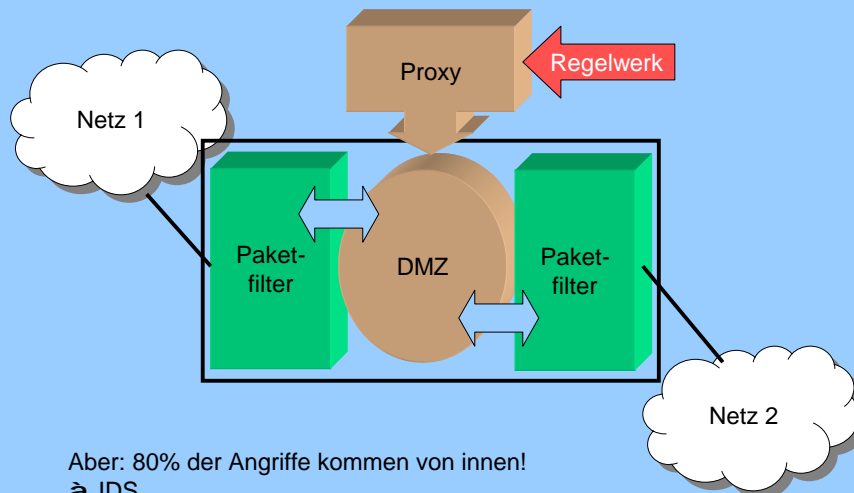 Proxy
Regelwerk
Netz 1
Paket-
filter
DMZ
Paket-
filter
Netz 2
Aber: 80% der Angriffe kommen von innen!
à IDS